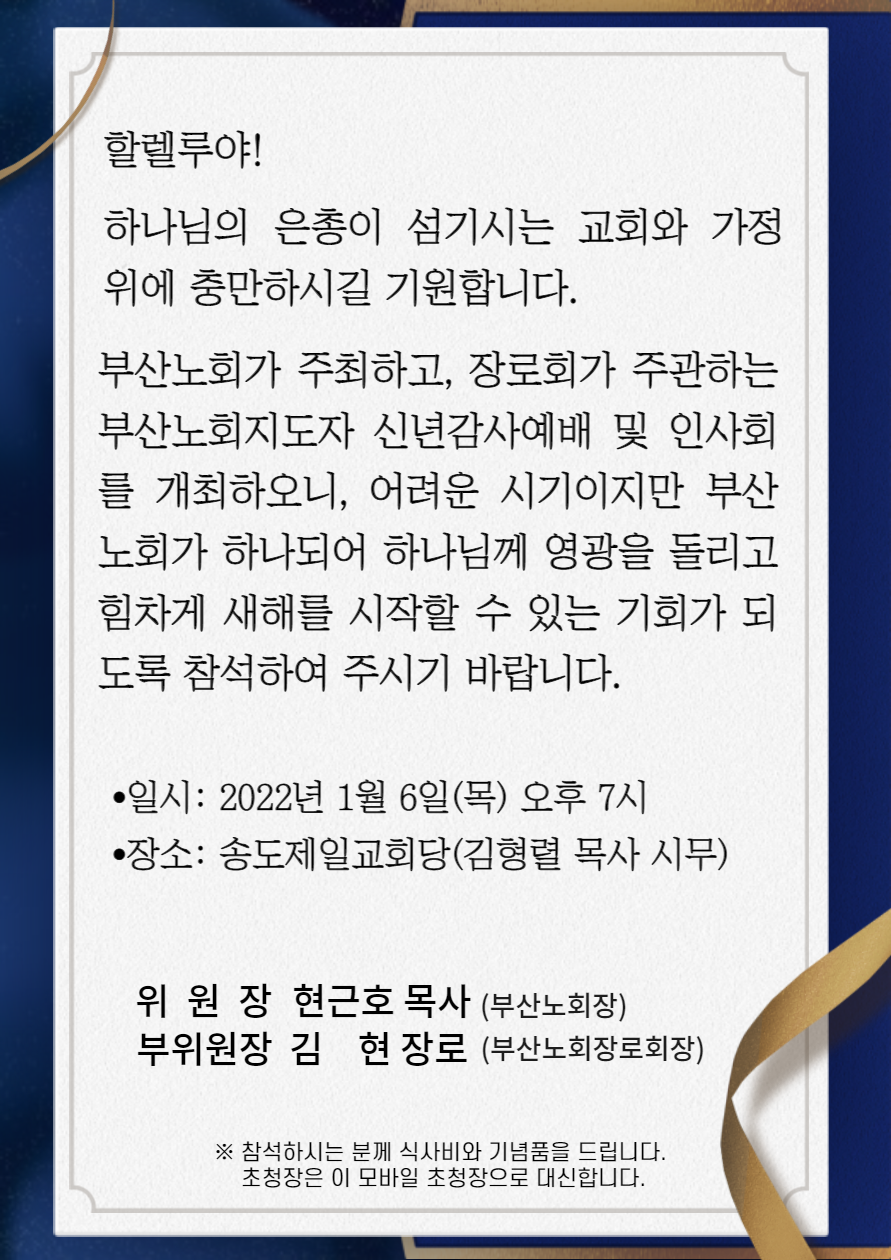 할렐루야!
하나님의 은총이 섬기시는 교회와 가정
위에 충만하시길 기원합니다.
부산노회가 주최하고, 장로회가 주관하는
부산노회지도자 신년감사예배 및 인사회
를 개최하오니, 어려운 시기이지만 부산
노회가 하나되어 하나님께 영광을 돌리고
힘차게 새해를 시작할 수 있는 기회가 되
도록 참석하여 주시기 바랍니다.
•일시: 2022년 1월 6일(목) 오후 7시
•장소: 송도제일교회당(김형렬 목사 시무)
위 원 장 현근호 목사 (부산노회장)
부위원장 김 현 장로 (부산노회장로회장)
※ 참석하시는 분께 식사비와 기념품을 드립니다.
초청장은 이 모바일 초청장으로 대신합니다.